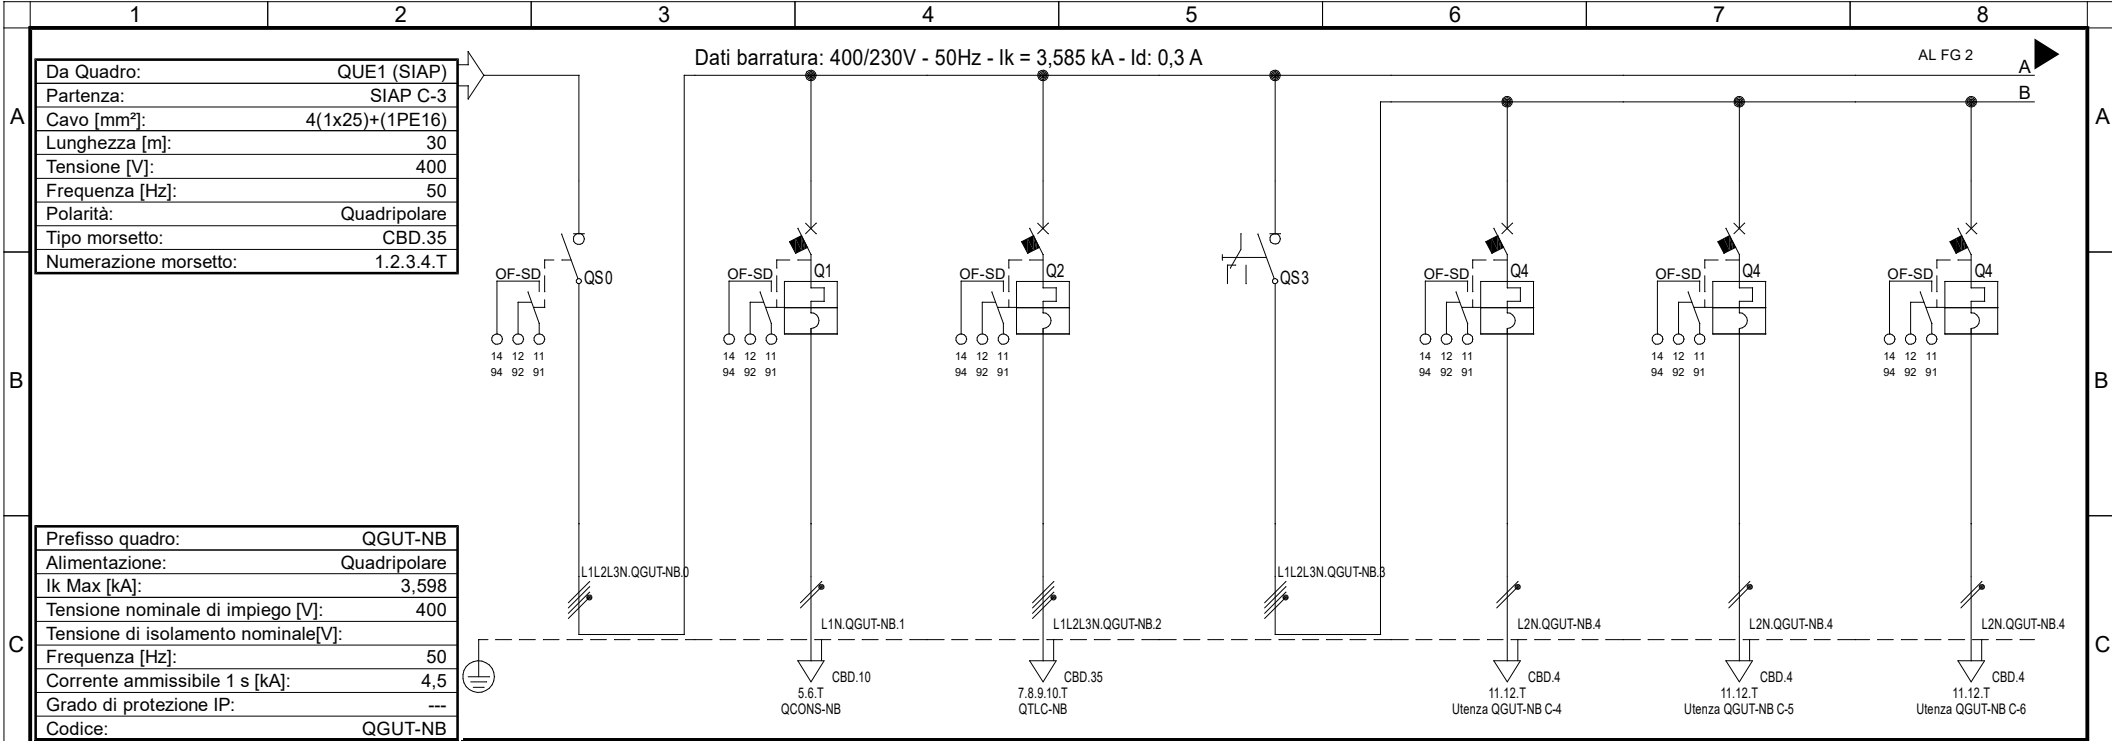 1 2 3 4 5 6 7 8
Dati barratura: 400/230V - 50Hz - Ik = 3,585 kA - Id: 0,3 A
AL FG 2
A
B
A A
Da Quadro: QUE1 (SIAP)
Partenza: SIAP C-3
Cavo [mm²]: 4(1x25)+(1PE16)
Lunghezza [m]: 30
Tensione [V]: 400
Frequenza [Hz]: 50
Polarità: Quadripolare
Tipo morsetto: CBD.35
Numerazione morsetto: 1.2.3.4.T
OF-SD QS0 OF-SD Q1 OF-SD Q2 QS3 OF-SD Q4 OF-SD Q4 OF-SD Q4
14 12 11 14 12 11 14 12 11 14 12 11 14 12 11 14 12 11
94 92 91 94 92 91 94 92 91 94 92 91 94 92 91 94 92 91
B B
Prefisso quadro: QGUT-NB
Alimentazione: Quadripolare
Ik Max [kA]: 3,598
Tensione nominale di impiego [V]: 400
Tensione di isolamento nominale[V]:
Frequenza [Hz]: 50
Corrente ammissibile 1 s [kA]: 4,5
Grado di protezione IP: ---
Codice: QGUT-NB
L1L2L3N.QGUT-NB.0 L1L2L3N.QGUT-NB.3
L1N.QGUT-NB.1 L1L2L3N.QGUT-NB.2 L2N.QGUT-NB.4 L2N.QGUT-NB.4 L2N.QGUT-NB.4
C C
CBD.10 CBD.35 CBD.4 CBD.4 CBD.4
5.6.T 7.8.9.10.T 11.12.T 11.12.T 11.12.T
QCONS-NB QTLC-NB Utenza QGUT-NB C-4 Utenza QGUT-NB C-5 Utenza QGUT-NB C-6